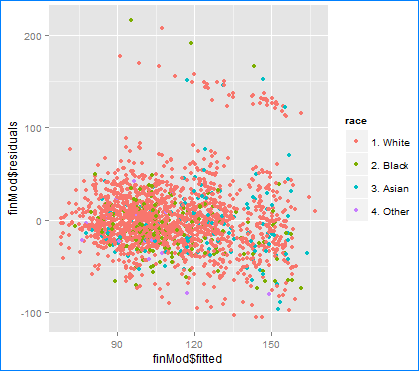 finMod$residuals
200
100
0
-100
90
120
150
finMod$fitted
race
1. White
2. Black
3. Asian
4. Other